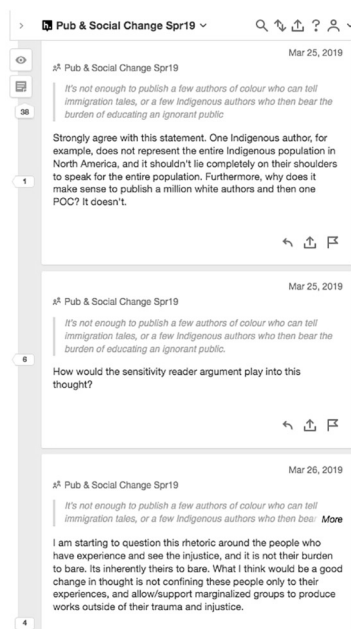 h. Pub & Social Change Spr19
Mar 25, 2019
Pub & Social Change Spr19
It's not enough to publish a few authors of colour who can tell
immigration tales, or a few Indigenous authors who then bear the
burden of educating an ignorant public
38
Strongly agree with this statement. One Indigenous author, for
example, does not represent the entire Indigenous population in
North America, and it shouldn't lie completely on their shoulders
1
to speak for the entire population. Furthermore, why does it
make sense to publish a million white authors and then one
POC? It doesn't.
Mar 25, 2019
Pub & Social Change Spr19
It's not enough to publish a few authors of colour who can tell
immigration tales, or a few Indigenous authors who then bear the
burden of educating an ignorant public.
6
How would the sensitivity reader argument play into this
thought?
Mar 26, 2019
Pub & Social Change Spr19
It's not enough to publish a few authors of colour who can tell
immigration tales, or a few Indigenous authors who then bear More
I am starting to question this rhetoric around the people who
have experience and see the injustice, and it is not their burden
to bare. Its inherently theirs to bare. What I think would be a good
change in thought is not confining these people only to their
experiences, and allow/support marginalized groups to produce
works outside of their trauma and injustice.
4